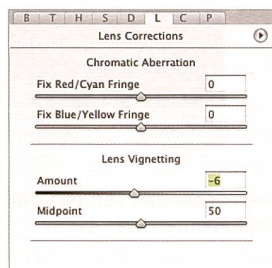 B T H S D L C P
Lens Corrections
Chromatic Aberration
Fix Red/Cyan Fringe 0
Fix Blue/Yellow Fringe 0
Lens Vignetting
Amount -6
Midpoint 50